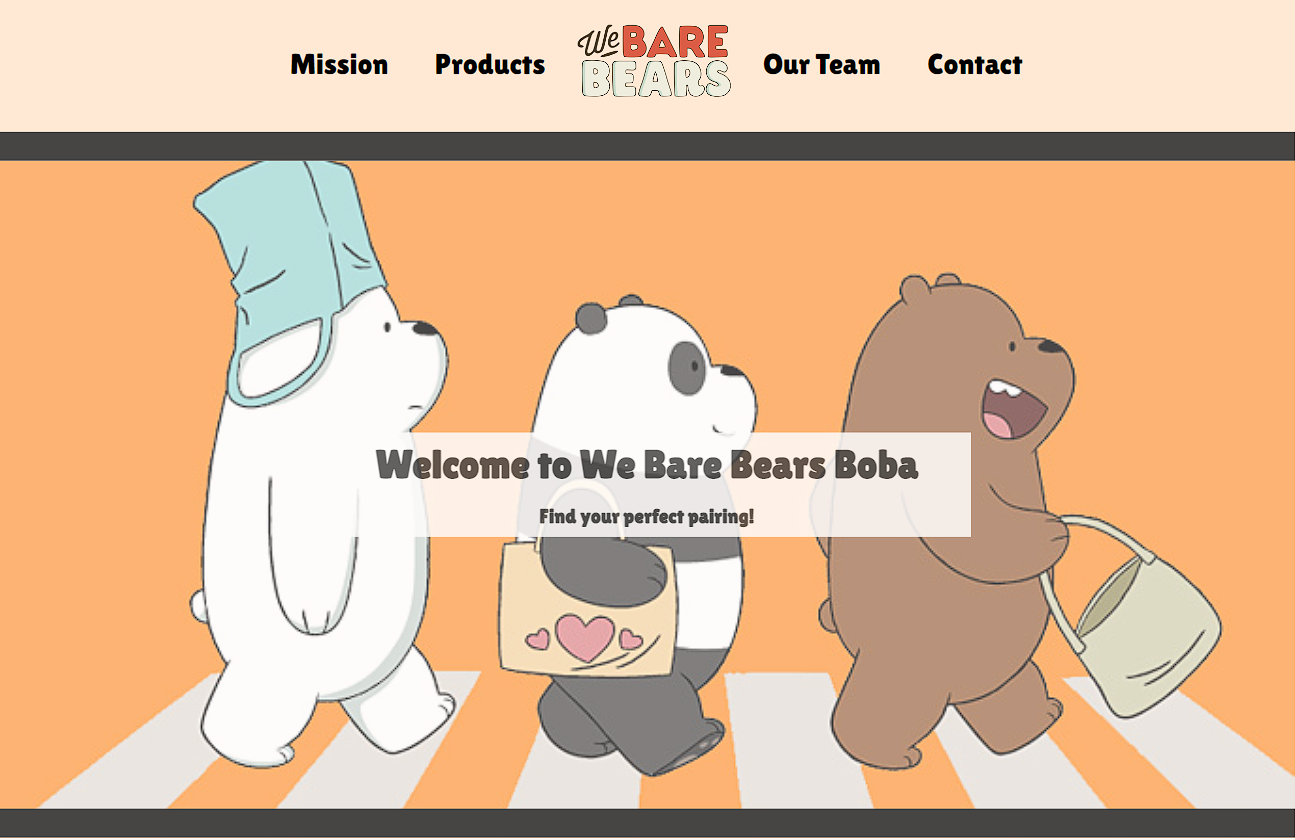 Mission
Products
We BARE
BEARS
Our Team
Contact
Welcome to We Bare Bears Boba
Find your perfect pairing!